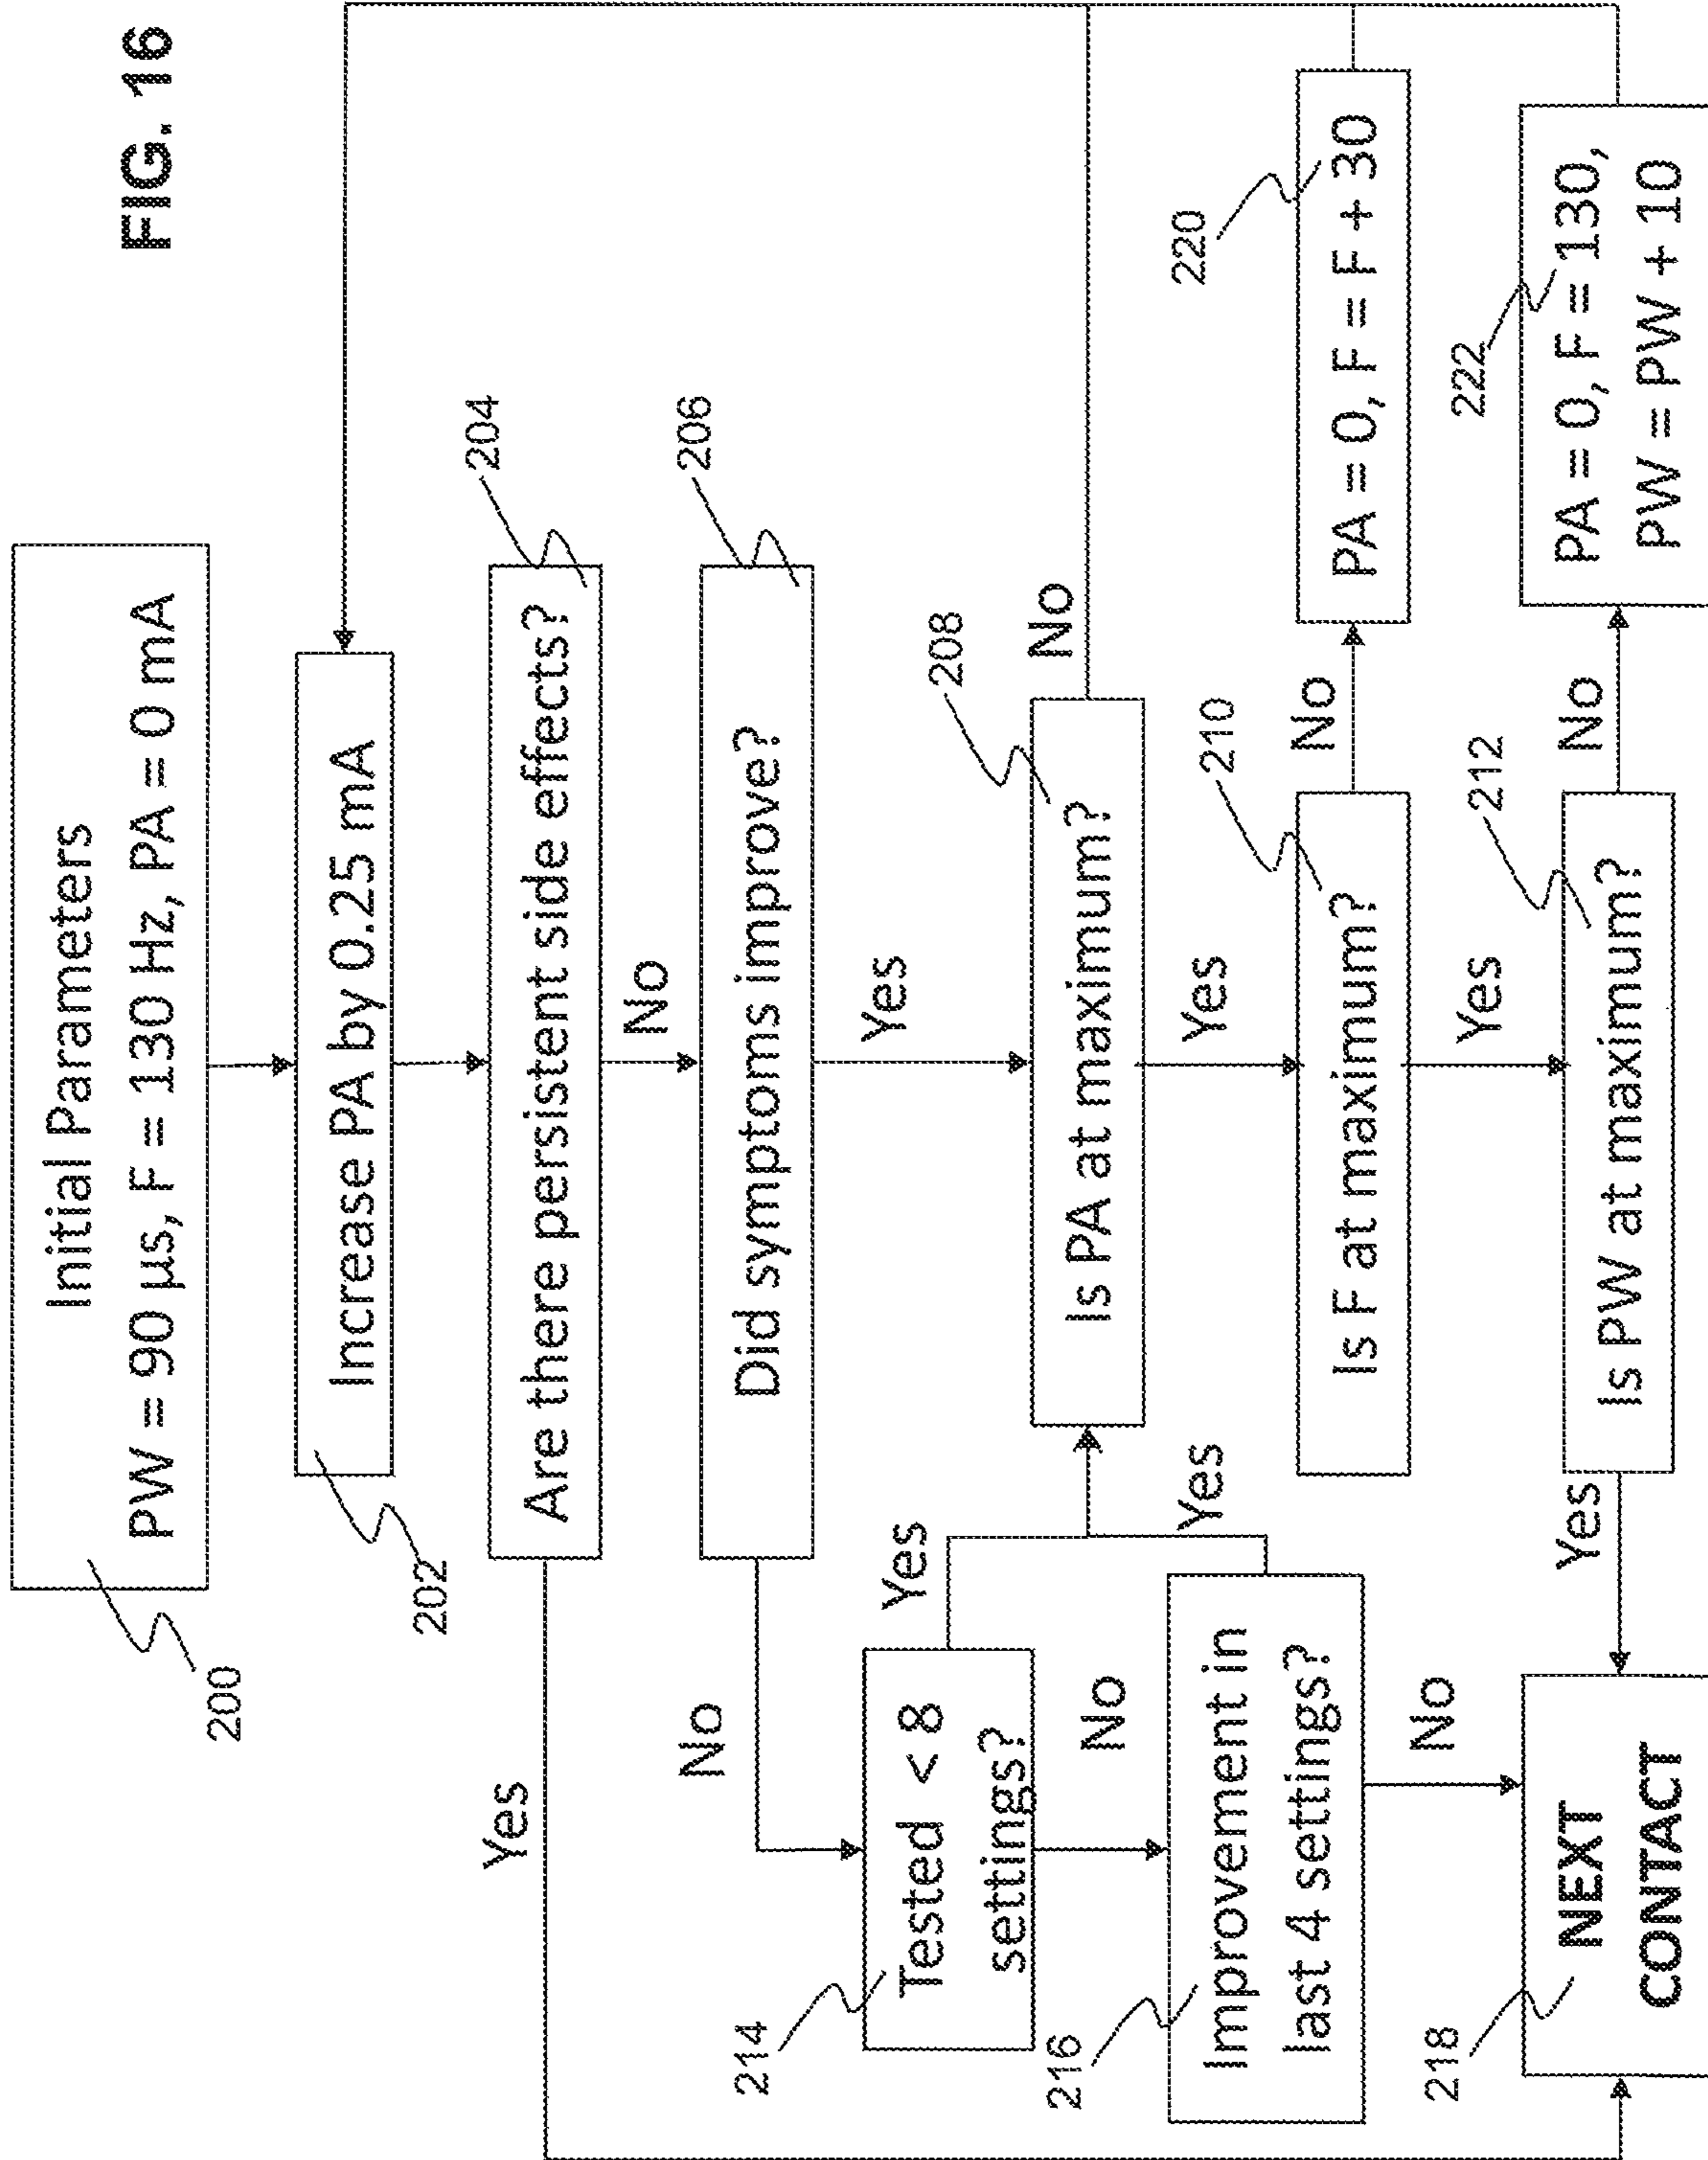 FIG. 16
Initial Parameters
PW = 90 µs, F = 130 Hz, PA = 0 mA
200
Increase PA by 0.25 mA
202
Are there persistent side effects?
204
Yes
No
Did symptoms improve?
206
No
Yes
Tested < 8
settings?
214
Yes
No
Is PA at maximum?
208
No
Yes
Improvement in
last 4 settings?
216
Yes
No
Is F at maximum?
210
No
Yes
PA = 0, F = F + 30
220
Is PW at maximum?
212
Yes
No
PA = 0, F = 130,
PW = PW + 10
222
NEXT
CONTACT
218